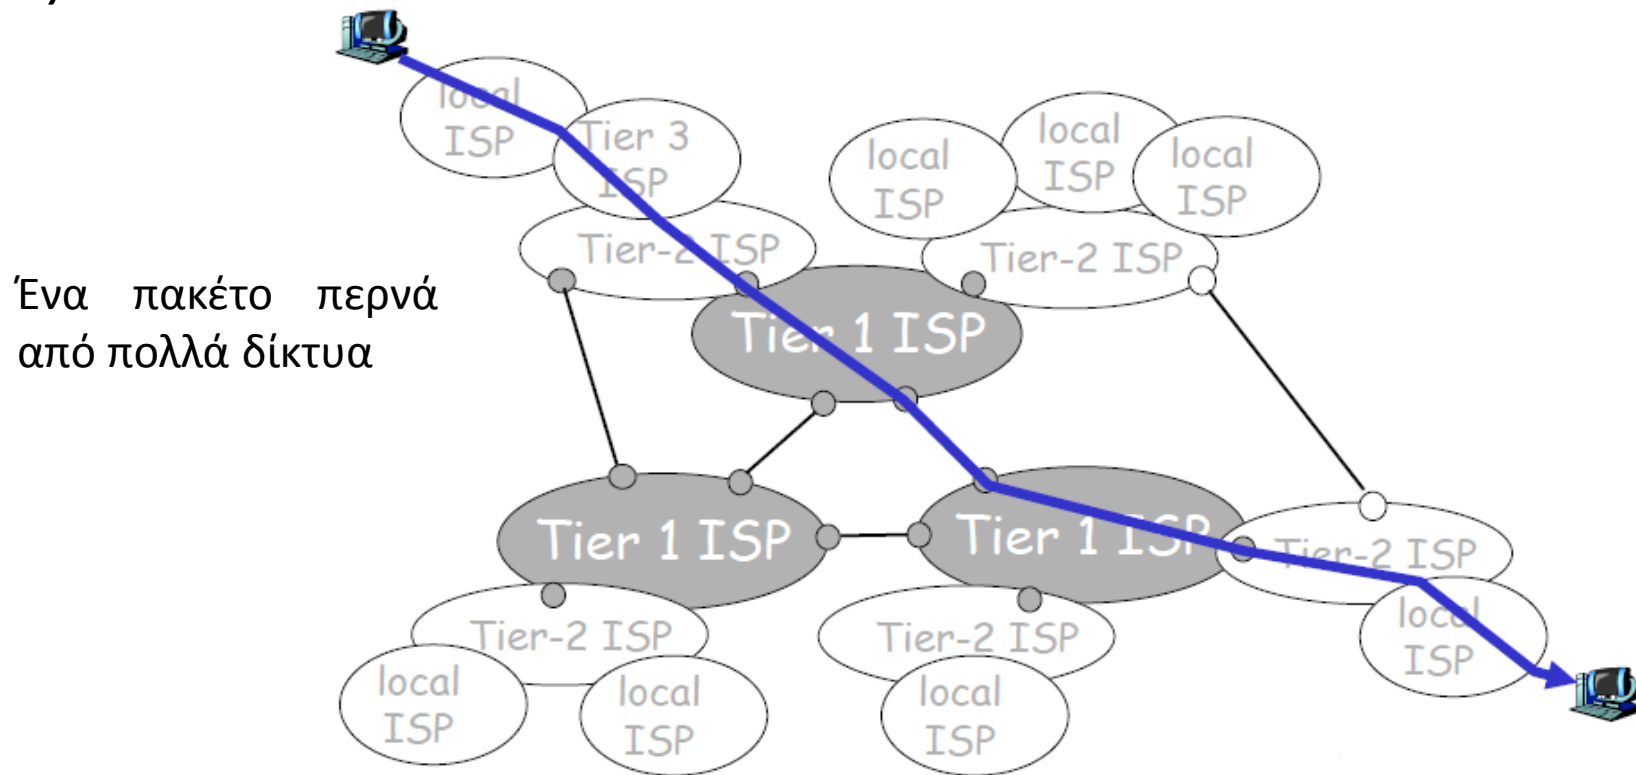 local
ISP
Tier 3
ISP
local
ISP
local
ISP
local
ISP
Tier-2 ISP
Tier-2 ISP
Ένα πακέτο περνά
από πολλά δίκτυα
Tier 1 ISP
Tier 1 ISP
Tier 1 ISP
Tier-2 ISP
Tier-2 ISP
Tier-2 ISP
local
ISP
local
ISP
local
ISP
local
ISP